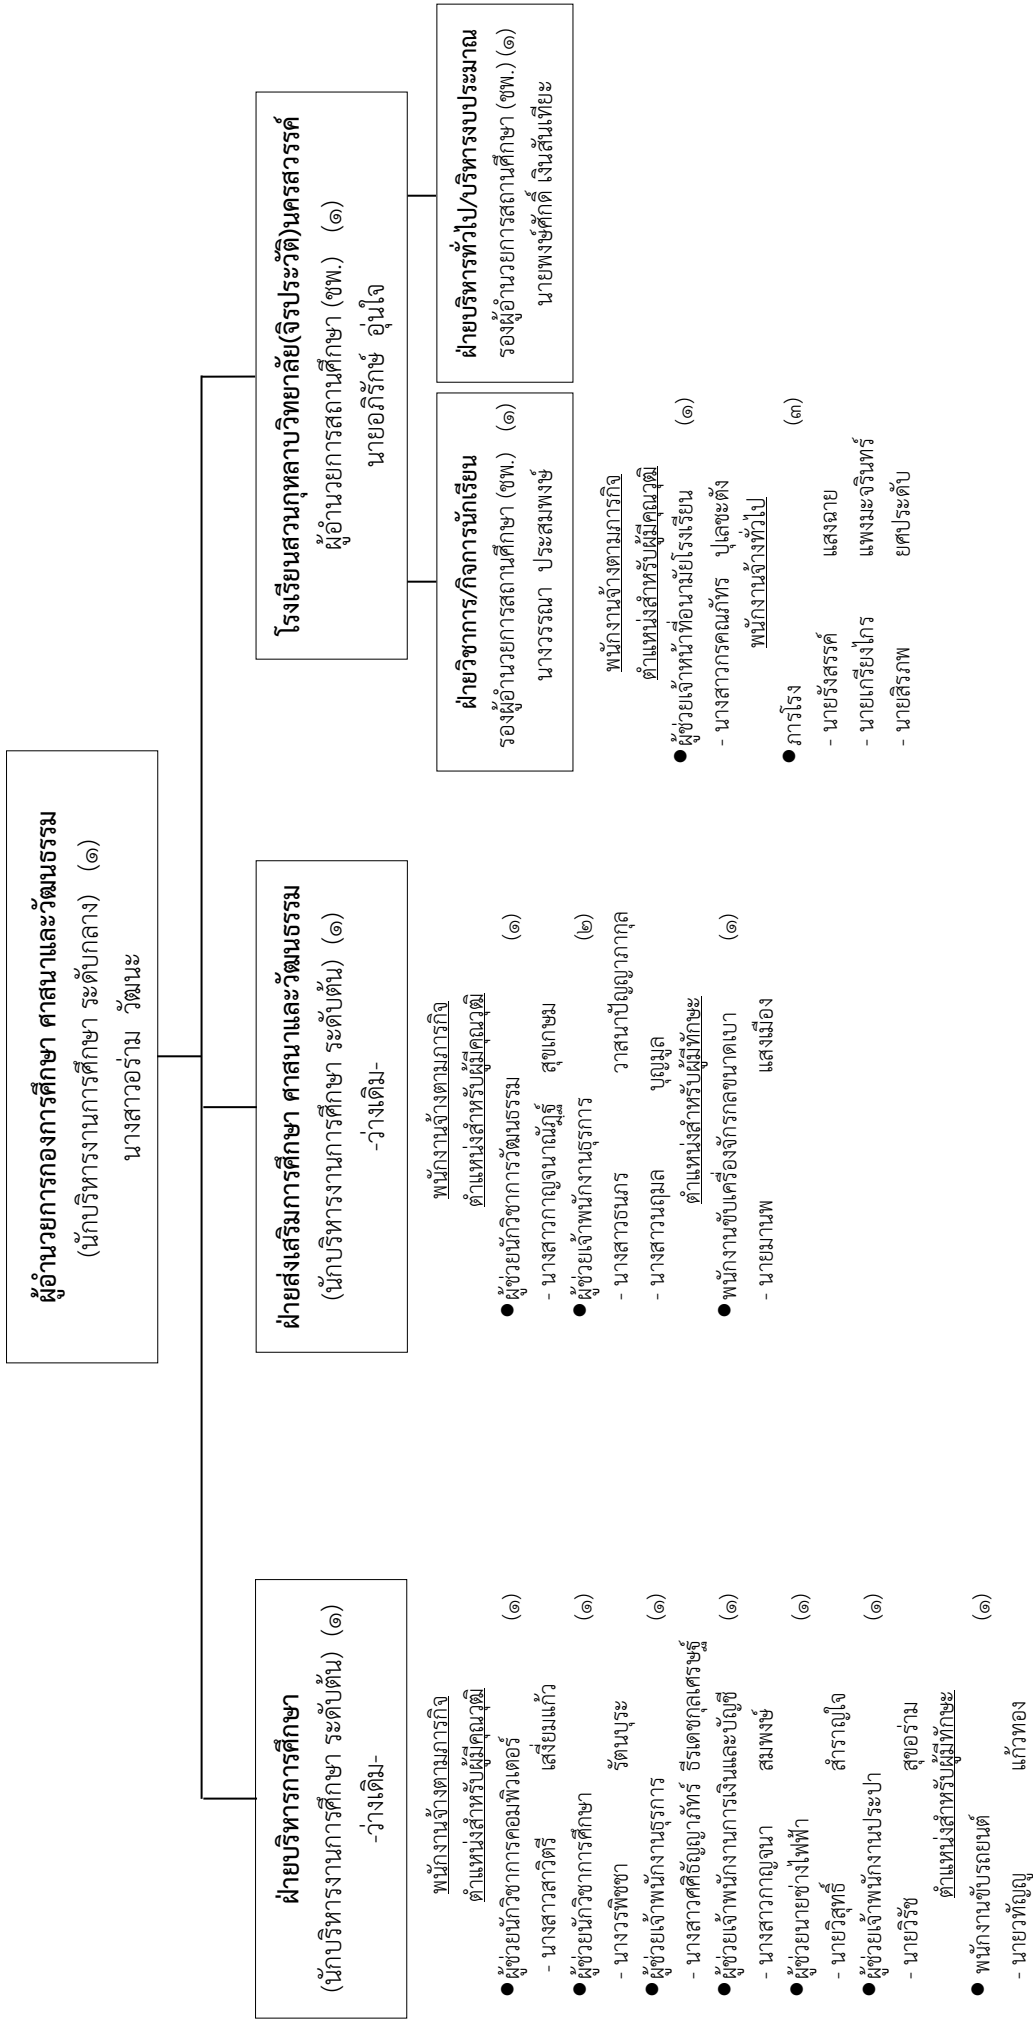 ผู้อำนวยการกองการศึกษา ศาสนาและวัฒนธรรม
(นักบริหารงานการศึกษา ระดับกลาง) (๑)
นางสาวอร่าม วัฒนะ
ฝ่ายบริหารการศึกษา
(นักบริหารงานการศึกษา ระดับต้น) (๑)
-ว่างเดิม-
พนักงานจ้างตามภารกิจ
ตำแหน่งสำหรับผู้มีคุณวุฒิ
●ผู้ช่วยนักวิชาการคอมพิวเตอร์ (๑)
- นางสาวสาวิตรี เสงี่ยมแก้ว
●ผู้ช่วยนักวิชาการศึกษา (๑)
- นางวรพิชชา รัตนบุระ
●ผู้ช่วยเจ้าพนักงานธุรการ (๑)
- นางสาวศศิธัญญาภัทร์ ธีรเดชกุลเศรษฐ์
●ผู้ช่วยเจ้าพนักงานการเงินและบัญชี (๑)
- นางสาวกาญจนา สมพงษ์
●ผู้ช่วยนายช่างไฟฟ้า (๑)
- นายวิสุทธิ์ สำราญใจ
●ผู้ช่วยเจ้าพนักงานประปา (๑)
- นายวิรัช สุขอร่าม
ตำแหน่งสำหรับผู้มีทักษะ
● พนักงานขับรถยนต์ (๑)
- นายวทัญญู แก้วทอง
ฝ่ายส่งเสริมการศึกษา ศาสนาและวัฒนธรรม
(นักบริหารงานการศึกษา ระดับต้น) (๑)
-ว่างเดิม-
พนักงานจ้างตามภารกิจ
ตำแหน่งสำหรับผู้มีคุณวุฒิ
●ผู้ช่วยนักวิชาการวัฒนธรรม (๑)
- นางสาวกาญจนาณัฏฐ์ สุขเกษม
●ผู้ช่วยเจ้าพนักงานธุรการ (๒)
- นางสาวธนภร วาสนาปัญญาภากุล
- นางสาวนฤมล บุญมูล
ตำแหน่งสำหรับผู้มีทักษะ
●พนักงานขับเครื่องจักรกลขนาดเบา (๑)
- นายมานพ แสงเมือง
โรงเรียนสวนกุหลาบวิทยาลัย(จิรประวัติ)นครสวรรค์
ผู้อำนวยการสถานศึกษา (ชพ.) (๑)
นายอภิรักษ์ อุ่นใจ
ฝ่ายวิชาการ/กิจการนักเรียน
รองผู้อำนวยการสถานศึกษา (ชพ.) (๑)
นางวรรณา ประสมพงษ์
พนักงานจ้างตามภารกิจ
ตำแหน่งสำหรับผู้มีคุณวุฒิ
●ผู้ช่วยเจ้าหน้าที่อนามัยโรงเรียน (๑)
- นางสาวกรคณภัทร ปุเลชะตัง
พนักงานจ้างทั่วไป
●ภารโรง (๓)
- นายรังสรรค์ แสงฉาย
- นายเกรียงไกร แพงมะจรินทร์
- นายสิรภพ ยศประดับ
ฝ่ายบริหารทั่วไป/บริหารงบประมาณ
รองผู้อำนวยการสถานศึกษา (ชพ.) (๑)
นายพงษ์ศักดิ์ เงินสันเทียะ